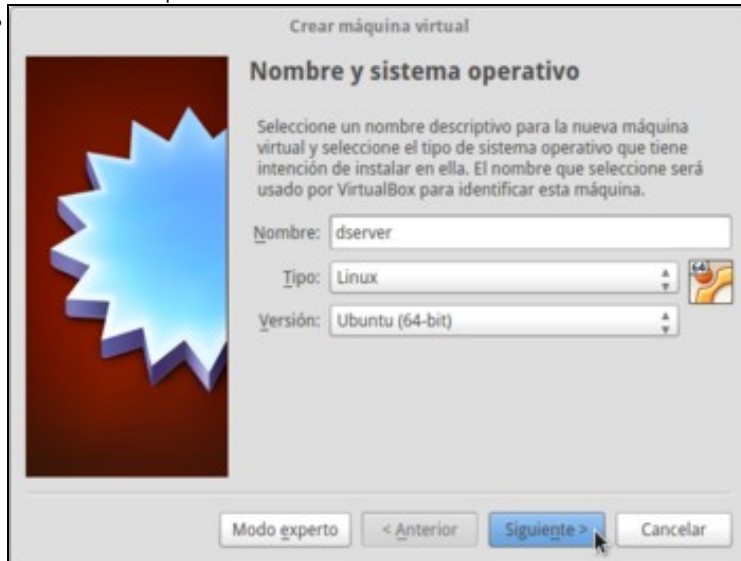 Crear máquina virtual
Nombre y sistema operativo
Seleccione un nombre descriptivo para la nueva máquina
virtual y seleccione el tipo de sistema operativo que tiene
intención de instalar en ella. El nombre que seleccione será
usado por VirtualBox para identificar esta máquina.
Nombre: dserver
Tipo: Linux
64
Versión: Ubuntu (64-bit)
Modo experto < Anterior Siguiente > Cancelar